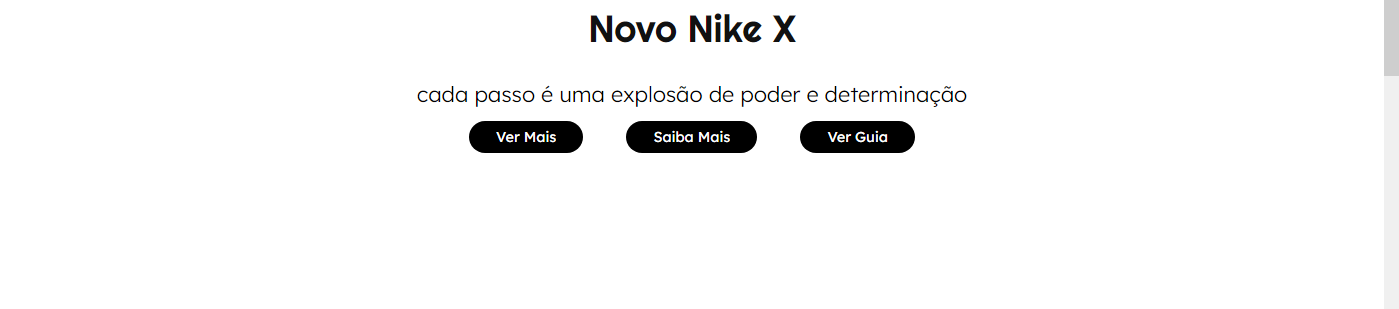 Novo Nike X
cada passo é uma explosão de poder e determinação
Ver Mais Saiba Mais Ver Guia